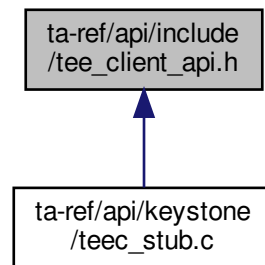 ta-ref/api/include
/tee_client_api.h
ta-ref/api/keystone
/teec_stub.c